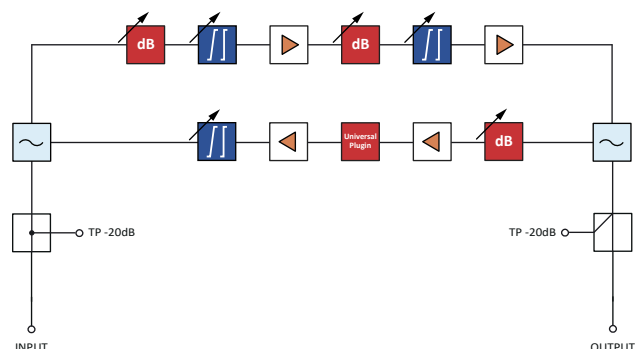 dB
dB
Universal
Plugin
dB
TP -20dB
TP -20dB
INPUT
OUTPUT